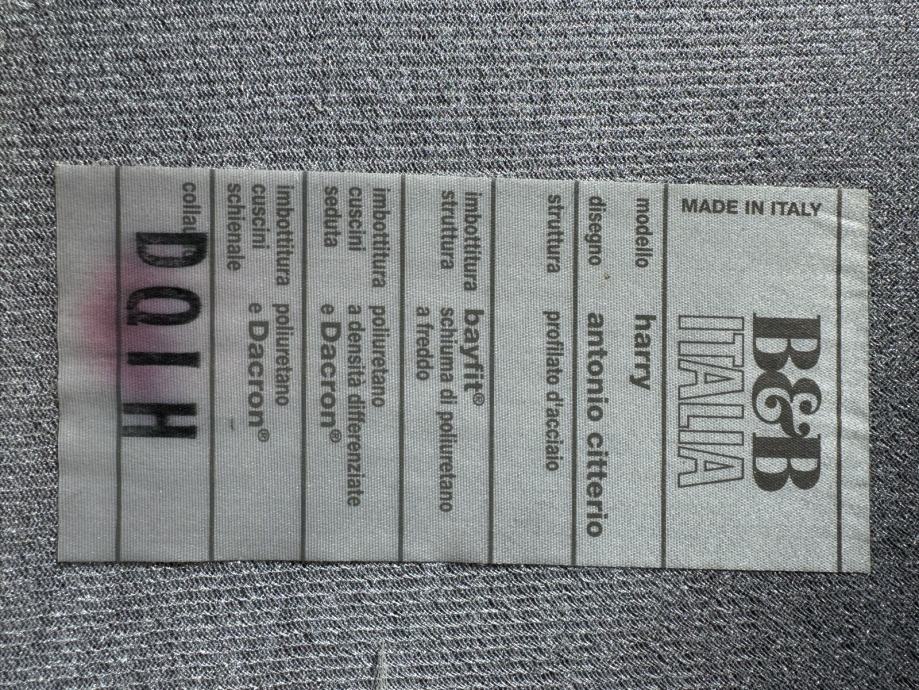 MADE IN ITALY
B&B
ITALIA
modello harry
disegno antonio citterio
struttura profilato d'acciaio
imbottitura bayfit®
struttura schiuma di poliuretano
a freddo
imbottitura poliuretano
cuscini a densità differenziate
seduta e Dacron®
imbottitura poliuretano
cuscini e Dacron®
schienale